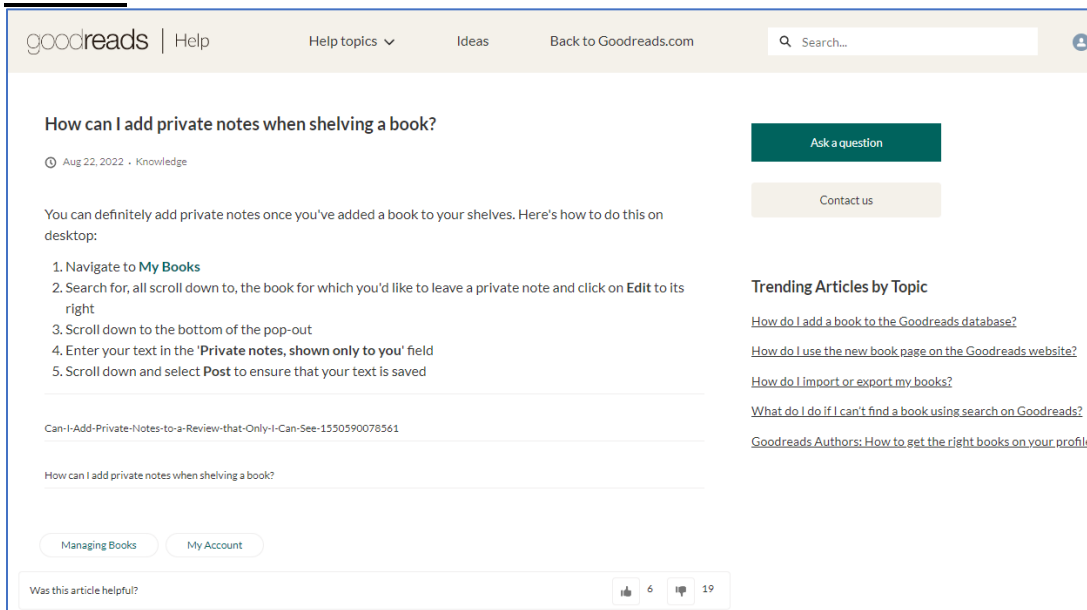 goodreads | Help
Help topics
Ideas
Back to Goodreads.com
Search...
How can I add private notes when shelving a book?
Aug 22, 2022 • Knowledge
You can definitely add private notes once you've added a book to your shelves. Here's how to do this on
desktop:
1. Navigate to My Books
2. Search for, all scroll down to, the book for which you'd like to leave a private note and click on Edit to its
right
3. Scroll down to the bottom of the pop-out
4. Enter your text in the 'Private notes, shown only to you' field
5. Scroll down and select Post to ensure that your text is saved
Can-I-Add-Private-Notes-to-a-Review-that-Only-I-Can-See-1550590078561
How can I add private notes when shelving a book?
Managing Books
My Account
Was this article helpful?
6
19
Ask a question
Contact us
Trending Articles by Topic
How do I add a book to the Goodreads database?
How do I use the new book page on the Goodreads website?
How do I import or export my books?
What do I do if I can't find a book using search on Goodreads?
Goodreads Authors: How to get the right books on your profile